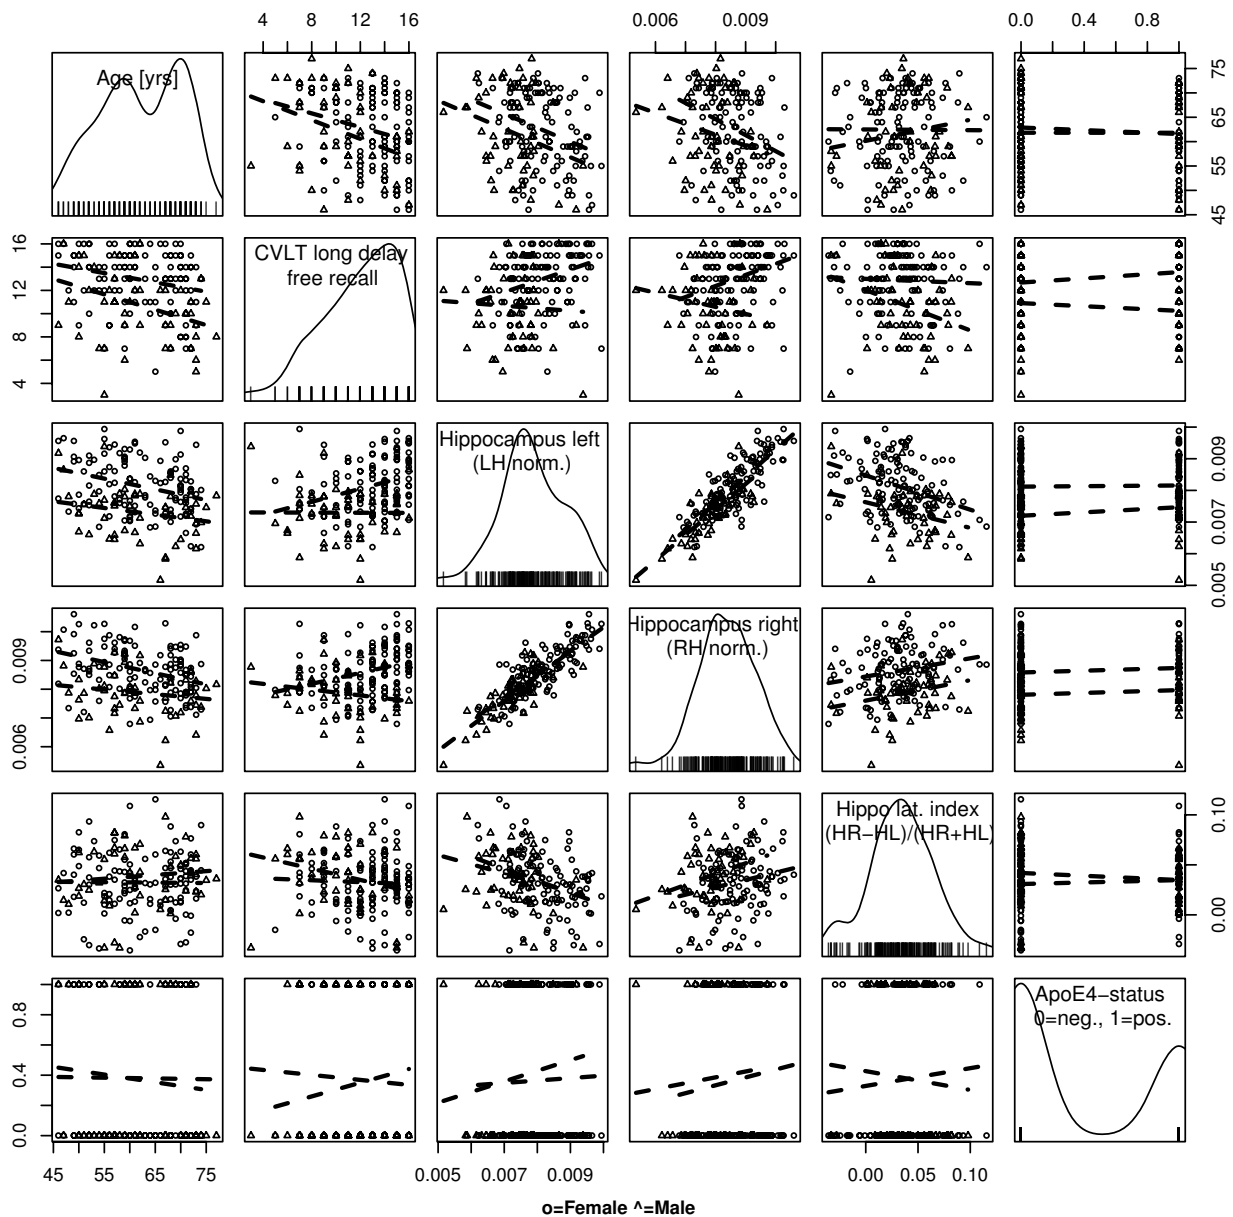 4 8 12 16
0.006 0.009
0.0 0.4 0.8
Age [yrs]
45 55 65 75
4 8 12 16
CVLT long delay
free recall
Hippocampus left
(LH norm.)
0.005 0.007 0.009
0.006 0.009
Hippocampus right
(RH norm.)
Hippo lat. index
(HR−HL)/(HR+HL)
0.00 0.10
0.0 0.4 0.8
ApoE4−status
0=neg., 1=pos.
45 55 65 75
0.005 0.007 0.009
0.00 0.05 0.10
o=Female ^=Male